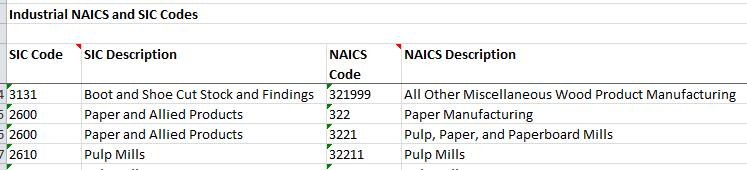 Industrial NAICS and SIC Codes
SIC Code SIC Description NAICS Code NAICS Description
3131 Boot and Shoe Cut Stock and Findings 321999 All Other Miscellaneous Wood Product Manufacturing
2600 Paper and Allied Products 322 Paper Manufacturing
2600 Paper and Allied Products 3221 Pulp, Paper, and Paperboard Mills
2610 Pulp Mills 32211 Pulp Mills